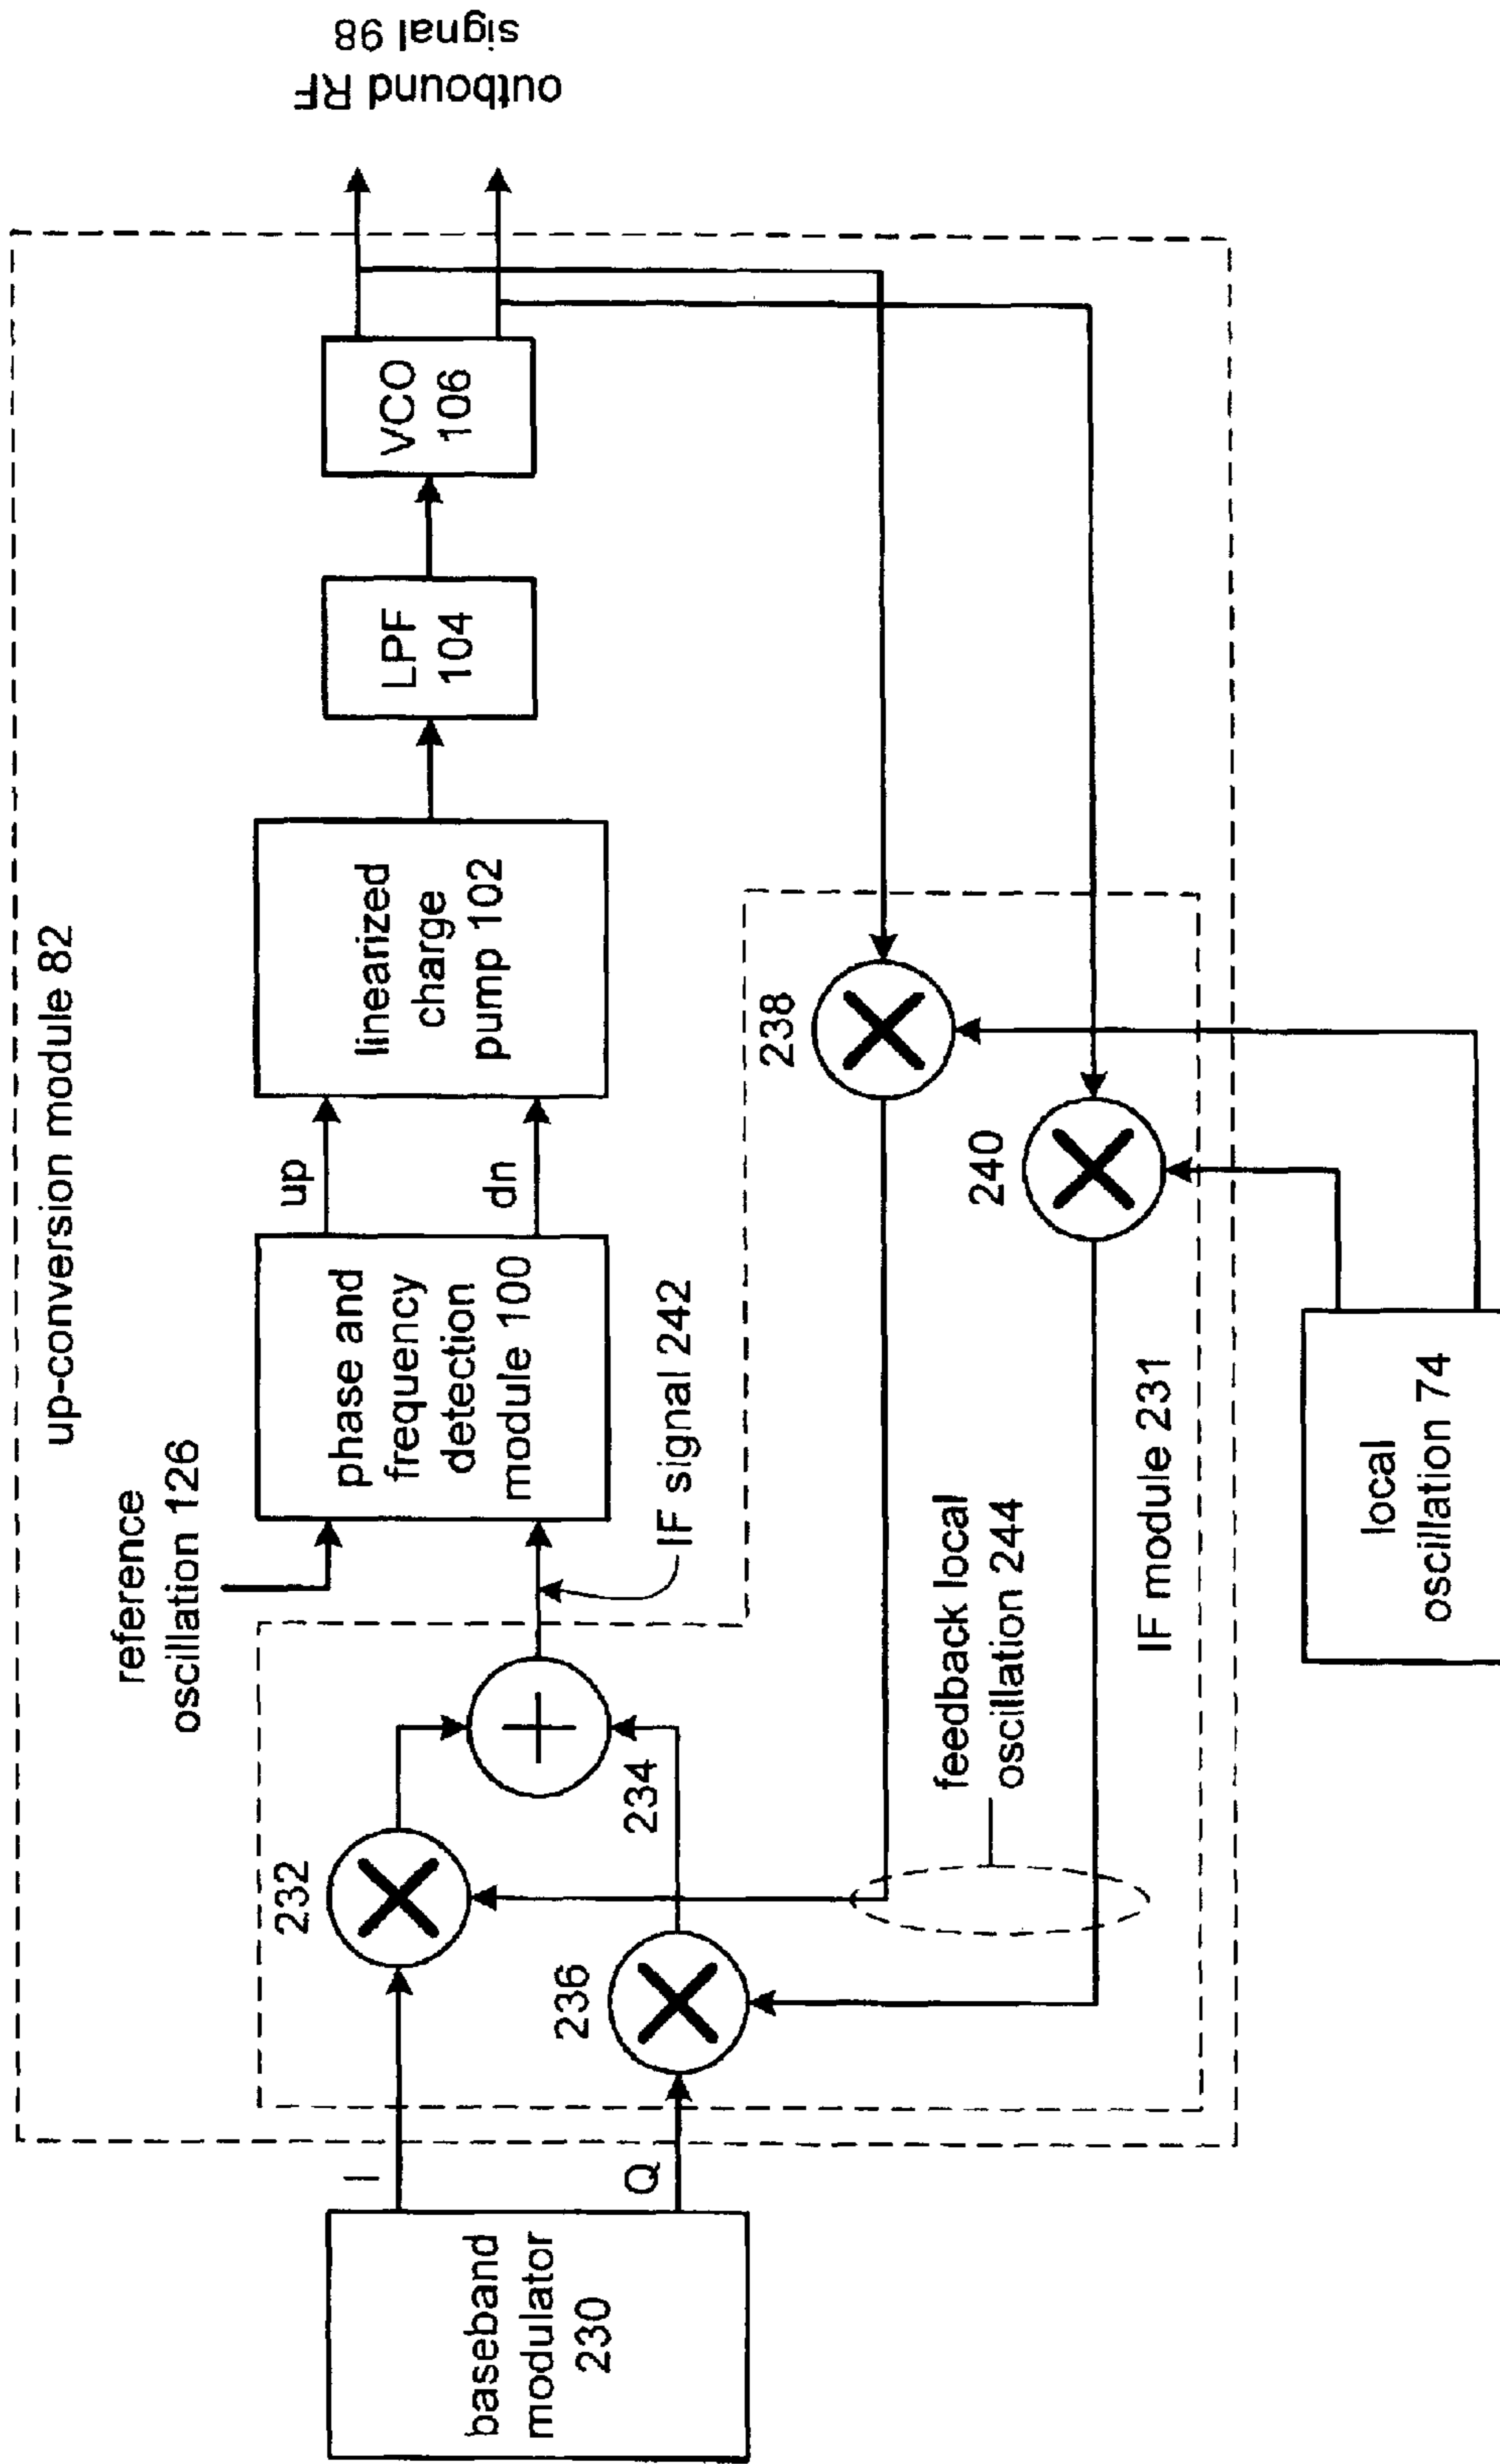 up-conversion module 82
reference
oscillation 126
phase and
frequency
detection
module 100
up
dn
linearized
charge
pump 102
LPF
104
VCO
106
outbound RF
signal 98
baseband
modulator
230
I
Q
232
236
234
IF signal 242
238
240
feedback local
oscillation 244
IF module 231
local
oscillation 74